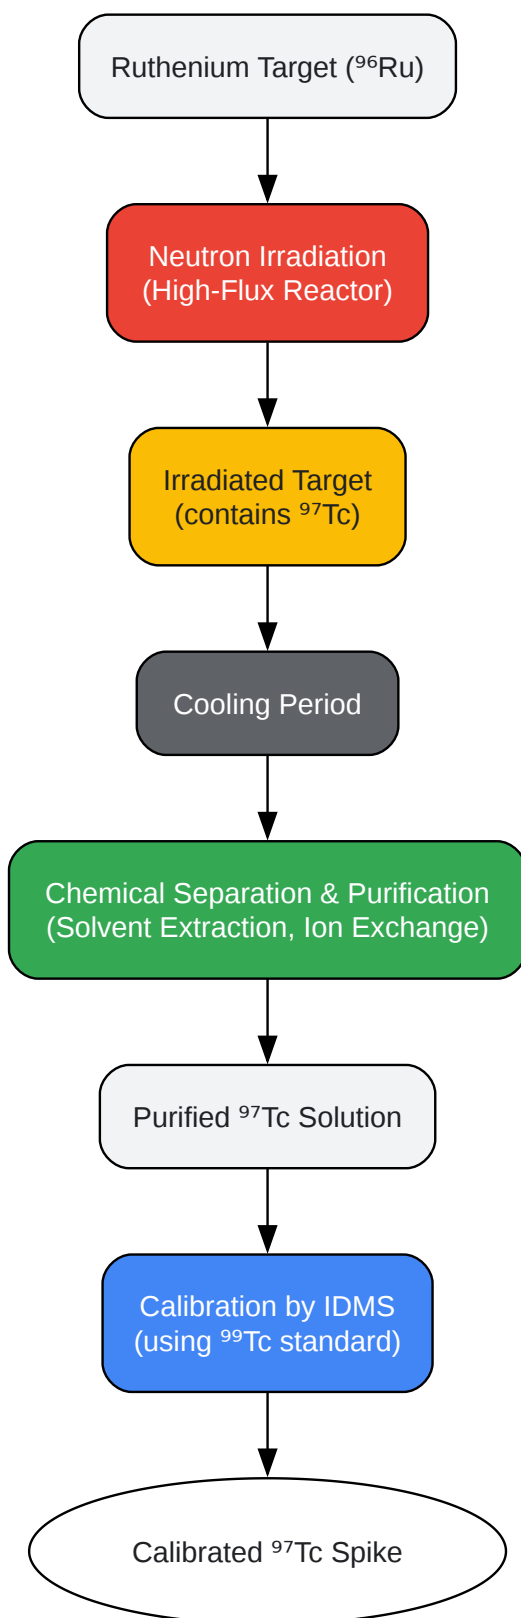 Ruthenium Target (⁹⁶Ru)
Neutron Irradiation
(High-Flux Reactor)
Irradiated Target
(contains ⁹⁷Tc)
Cooling Period
Chemical Separation & Purification
(Solvent Extraction, Ion Exchange)
Purified ⁹⁷Tc Solution
Calibration by IDMS
(using ⁹⁹Tc standard)
Calibrated ⁹⁷Tc Spike